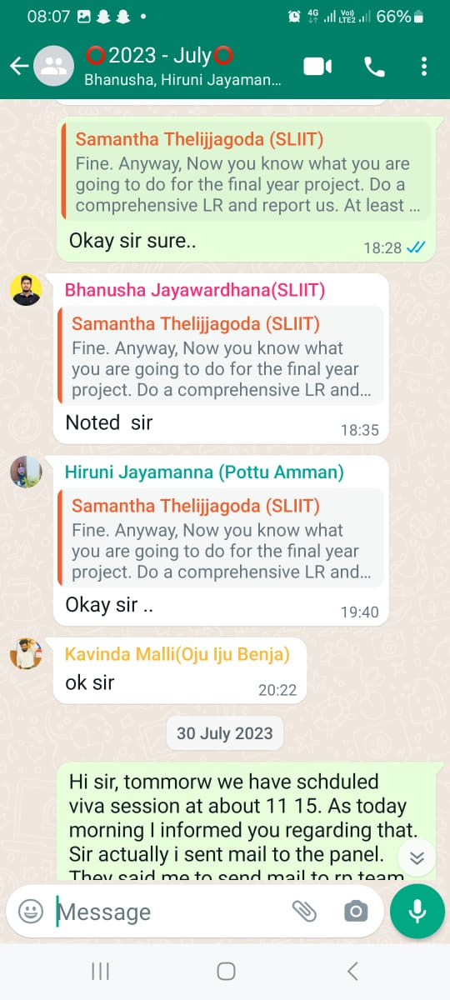 08:07 4G Vo)) LTE2 66%
2023 - July
Bhanusha, Hiruni Jayaman...
Samantha Thelijjagoda (SLIIT)
Fine. Anyway, Now you know what you are
going to do for the final year project. Do a
comprehensive LR and report us. At least ...
Okay sir sure..
18:28
Bhanusha Jayawardhana(SLIIT)
Samantha Thelijjagoda (SLIIT)
Fine. Anyway, Now you know what
you are going to do for the final year
project. Do a comprehensive LR and...
Noted  sir
18:35
Hiruni Jayamanna (Pottu Amman)
Samantha Thelijjagoda (SLIIT)
Fine. Anyway, Now you know what
you are going to do for the final year
project. Do a comprehensive LR and...
Okay sir ..
19:40
Kavinda Malli(Oju Iju Benja)
ok sir
20:22
30 July 2023
Hi sir, tommorw we have schduled
viva session at about 11 15. As today
morning I informed you regarding that.
Sir actually i sent mail to the panel.
They said me to send mail to rp team
Message